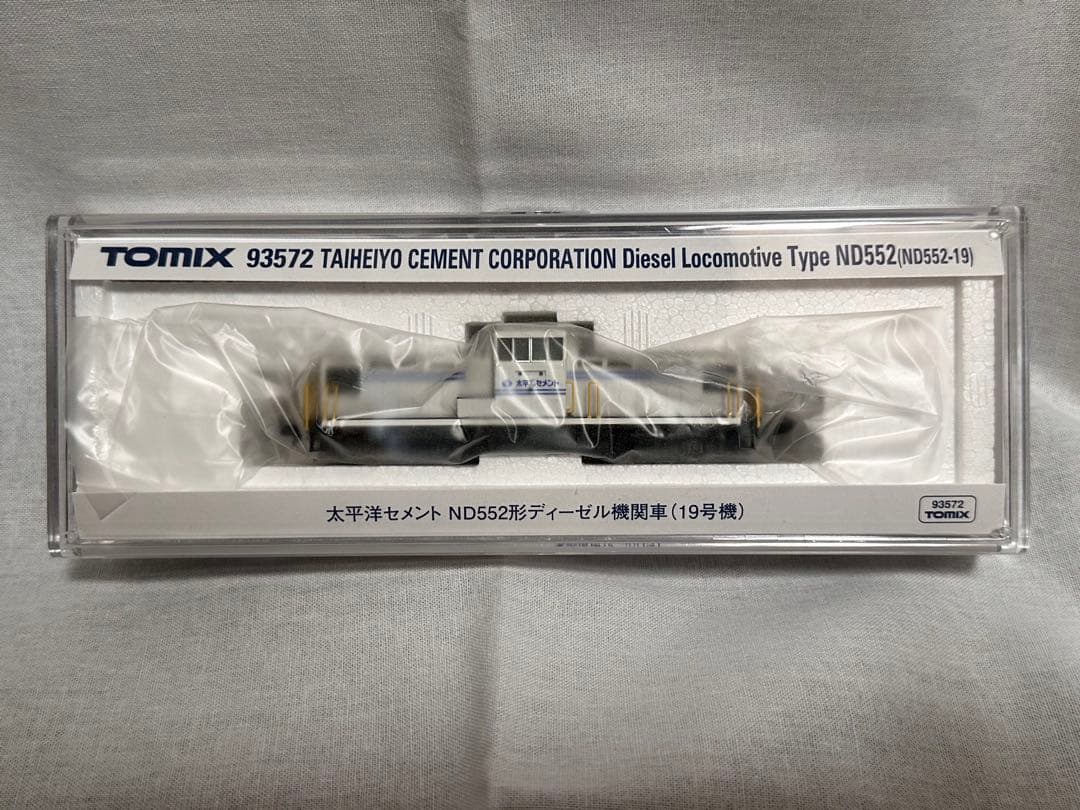 TOMIX 93572 TAIHEIYO CEMENT CORPORATION Diesel Locomotive Type ND552(ND552-19)
太平洋セメント
太平洋セメント ND552形ディーゼル機関車(19号機)
93572
TOMIX